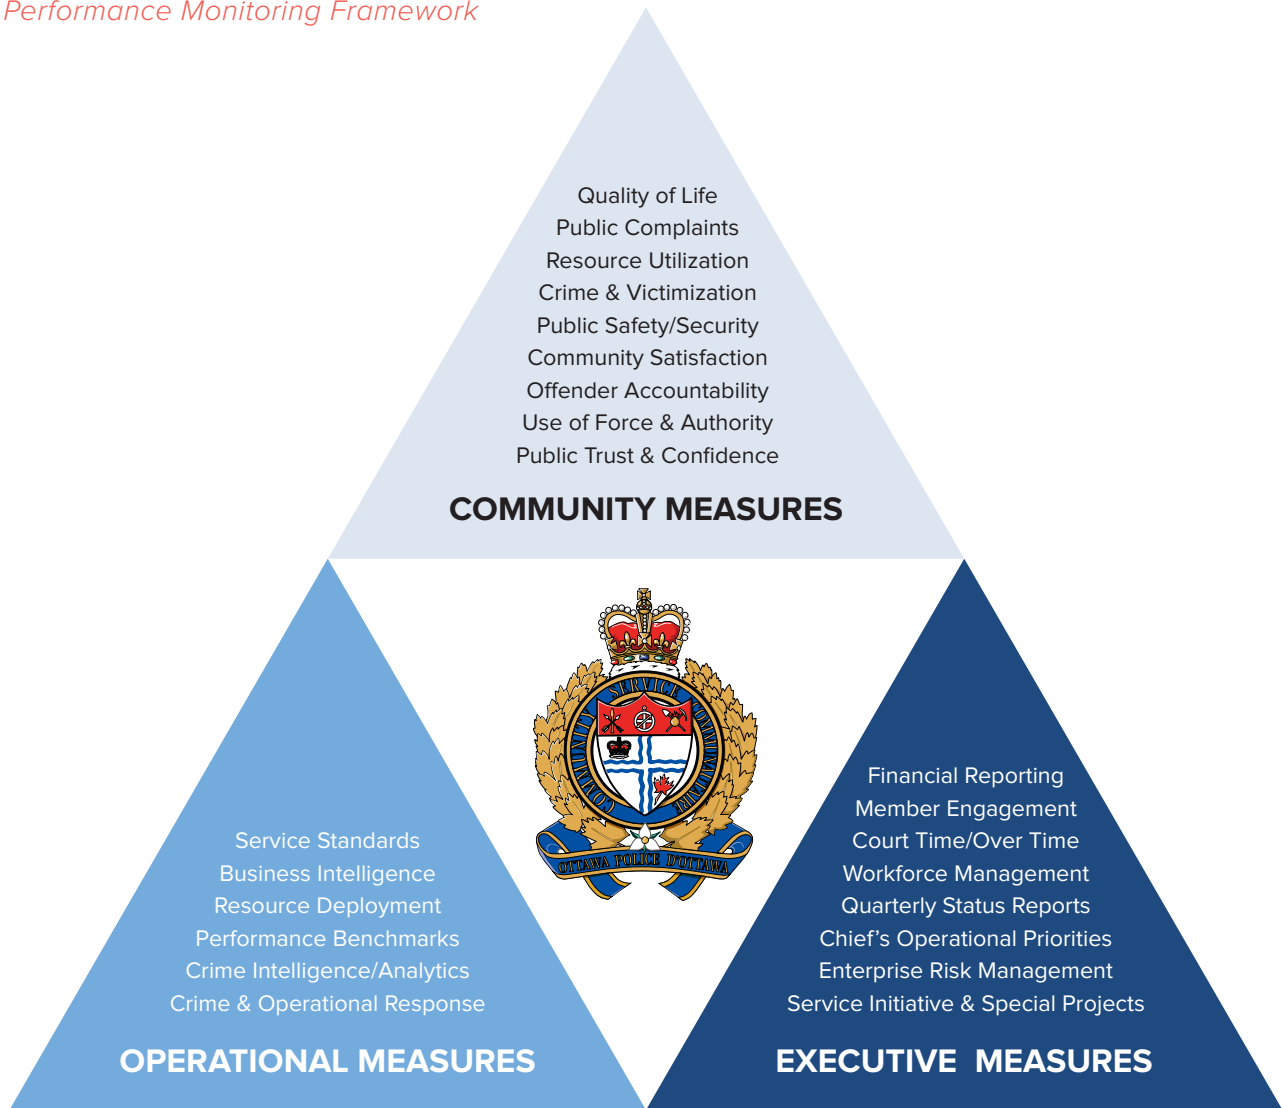 Performance Monitoring Framework
Quality of Life
Public Complaints
Resource Utilization
Crime & Victimization
Public Safety/Security
Community Satisfaction
Offender Accountability
Use of Force & Authority
Public Trust & Confidence
COMMUNITY MEASURES
COMMUNITY SERVICE COMMUNAUTAIRE
OTTAWA POLICE D'OTTAWA
Service Standards
Business Intelligence
Resource Deployment
Performance Benchmarks
Crime Intelligence/Analytics
Crime & Operational Response
OPERATIONAL MEASURES
Financial Reporting
Member Engagement
Court Time/Over Time
Workforce Management
Quarterly Status Reports
Chief’s Operational Priorities
Enterprise Risk Management
Service Initiative & Special Projects
EXECUTIVE MEASURES